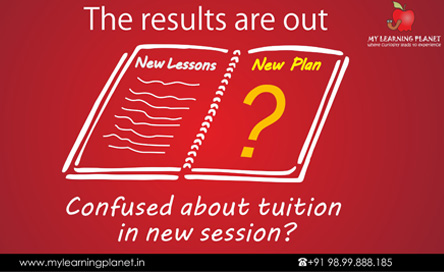 The results are out
MY LEARNING PLANET
where curiosity leads to experience
New Lessons
New Plan
?
Confused about tuition
in new session?
www.mylearningplanet.in
☎+91 98.99.888.185